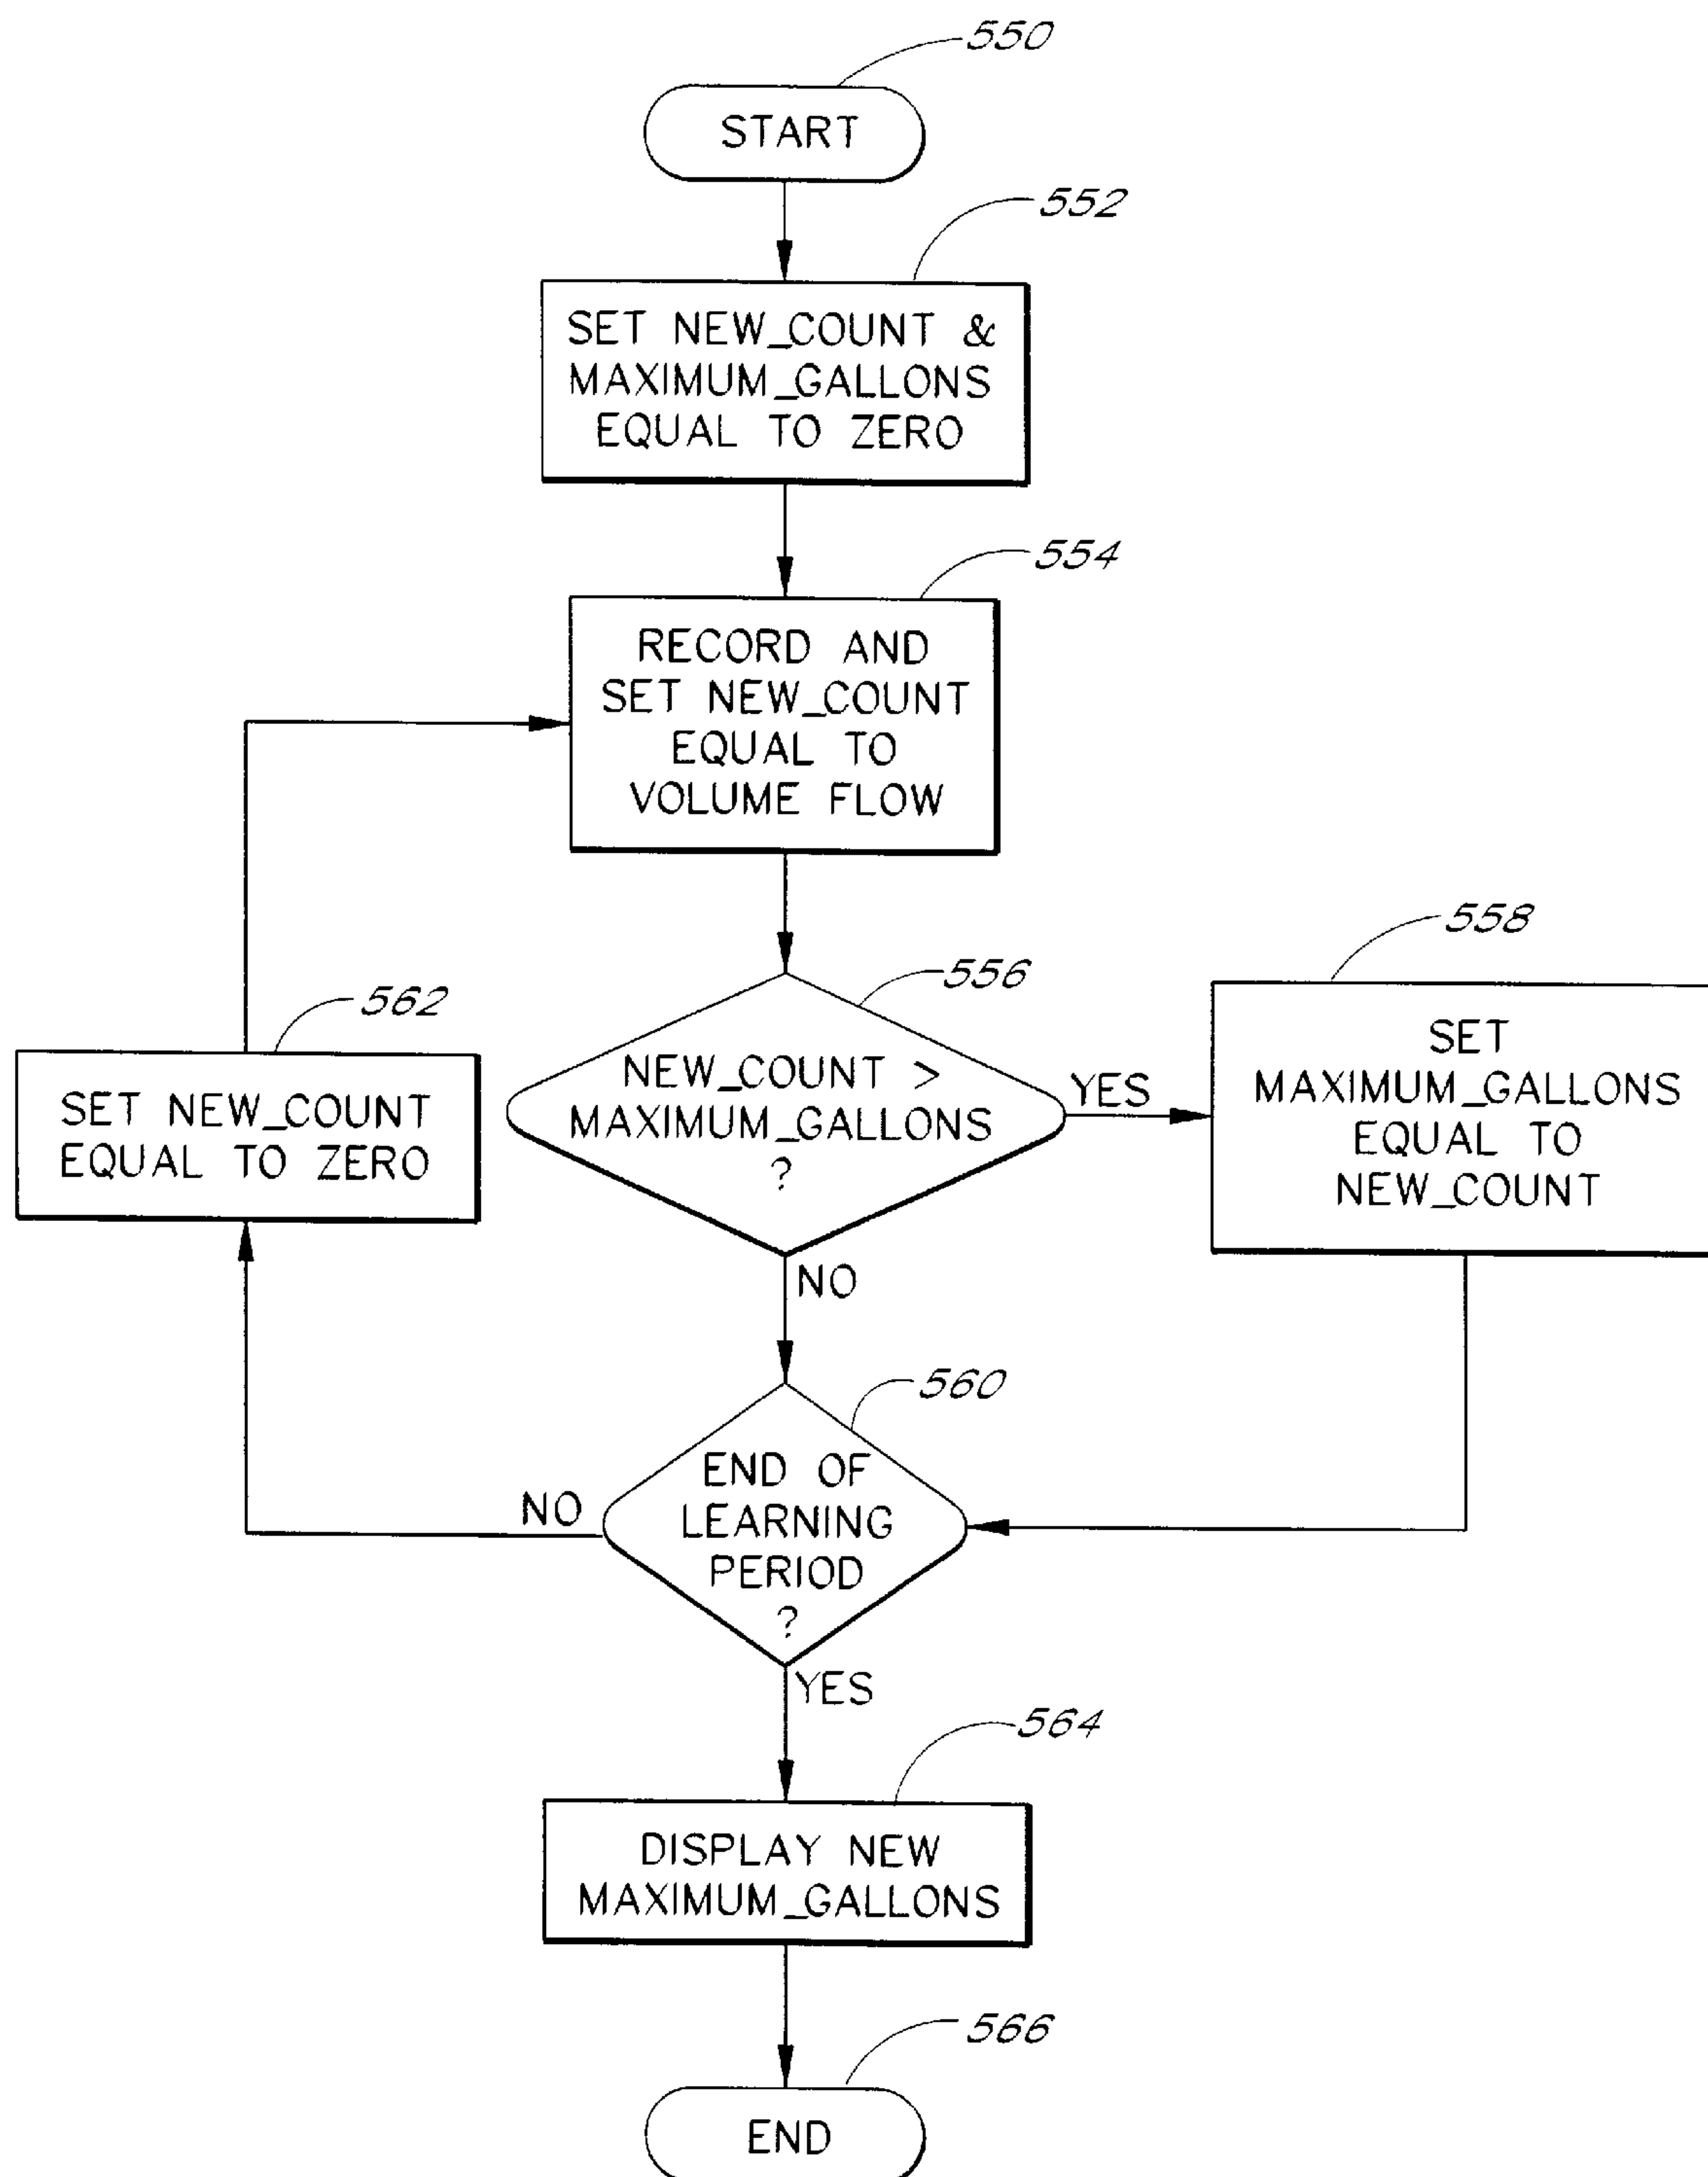 550
START
552
SET NEW_COUNT &
MAXIMUM_GALLONS
EQUAL TO ZERO
554
RECORD AND
SET NEW_COUNT
EQUAL TO
VOLUME FLOW
556
NEW_COUNT >
MAXIMUM_GALLONS
?
YES
558
SET
MAXIMUM_GALLONS
EQUAL TO
NEW_COUNT
562
SET NEW_COUNT
EQUAL TO ZERO
NO
560
END OF
LEARNING
PERIOD
?
NO
YES
564
DISPLAY NEW
MAXIMUM_GALLONS
566
END